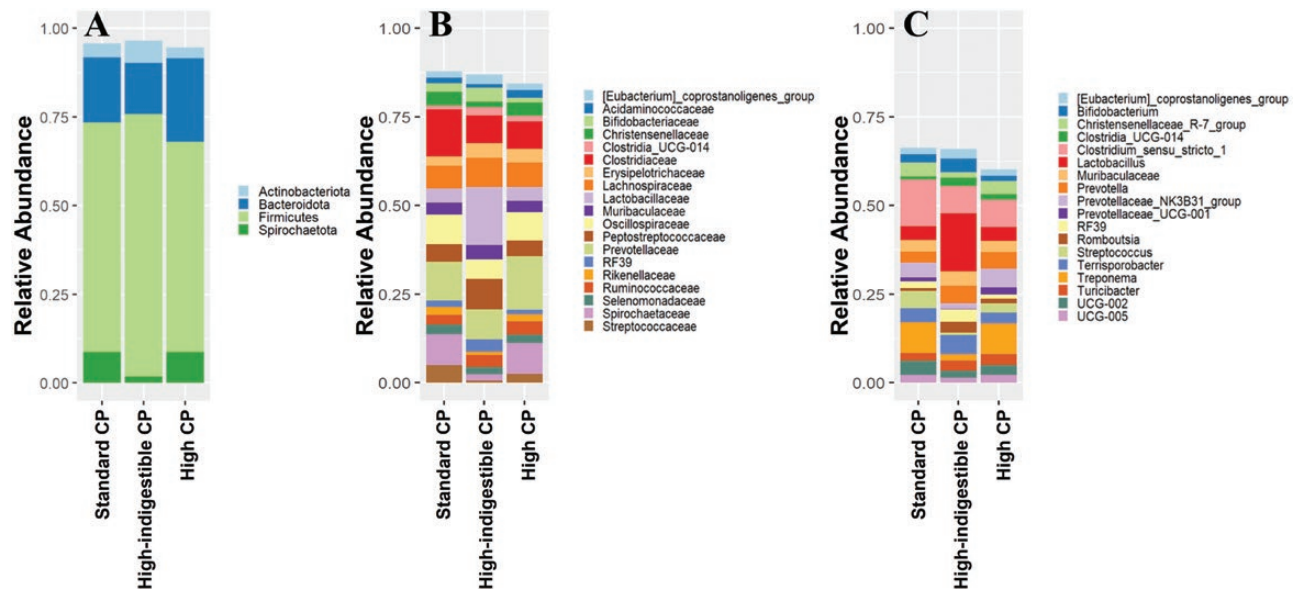 A
Relative Abundance
1.00
0.75
0.50
0.25
0.00
Standard CP
High-indigestible CP
High CP
Actinobacteriota
Bacteroidota
Firmicutes
Spirochaetota
B
Relative Abundance
1.00
0.75
0.50
0.25
0.00
Standard CP
High-indigestible CP
High CP
[Eubacterium]_coprostanoligenes_group
Acidaminococcaceae
Bifidobacteriaceae
Christensenellaceae
Clostridia_UCG-014
Clostridiaceae
Erysipelotrichaceae
Lachnospiraceae
Lactobacillaceae
Muribaculaceae
Oscillospiraceae
Peptostreptococcaceae
Prevotellaceae
RF39
Rikenellaceae
Ruminococcaceae
Selenomonadaceae
Spirochaetaceae
Streptococcaceae
C
Relative Abundance
1.00
0.75
0.50
0.25
0.00
Standard CP
High-indigestible CP
High CP
[Eubacterium]_coprostanoligenes_group
Bifidobacterium
Christensenellaceae_R-7_group
Clostridia_UCG-014
Clostridium_sensu_stricto_1
Lactobacillus
Muribaculaceae
Prevotella
Prevotellaceae_NK3B31_group
Prevotellaceae_UCG-001
RF39
Romboutsia
Streptococcus
Terrisporobacter
Treponema
Turicibacter
UCG-002
UCG-005